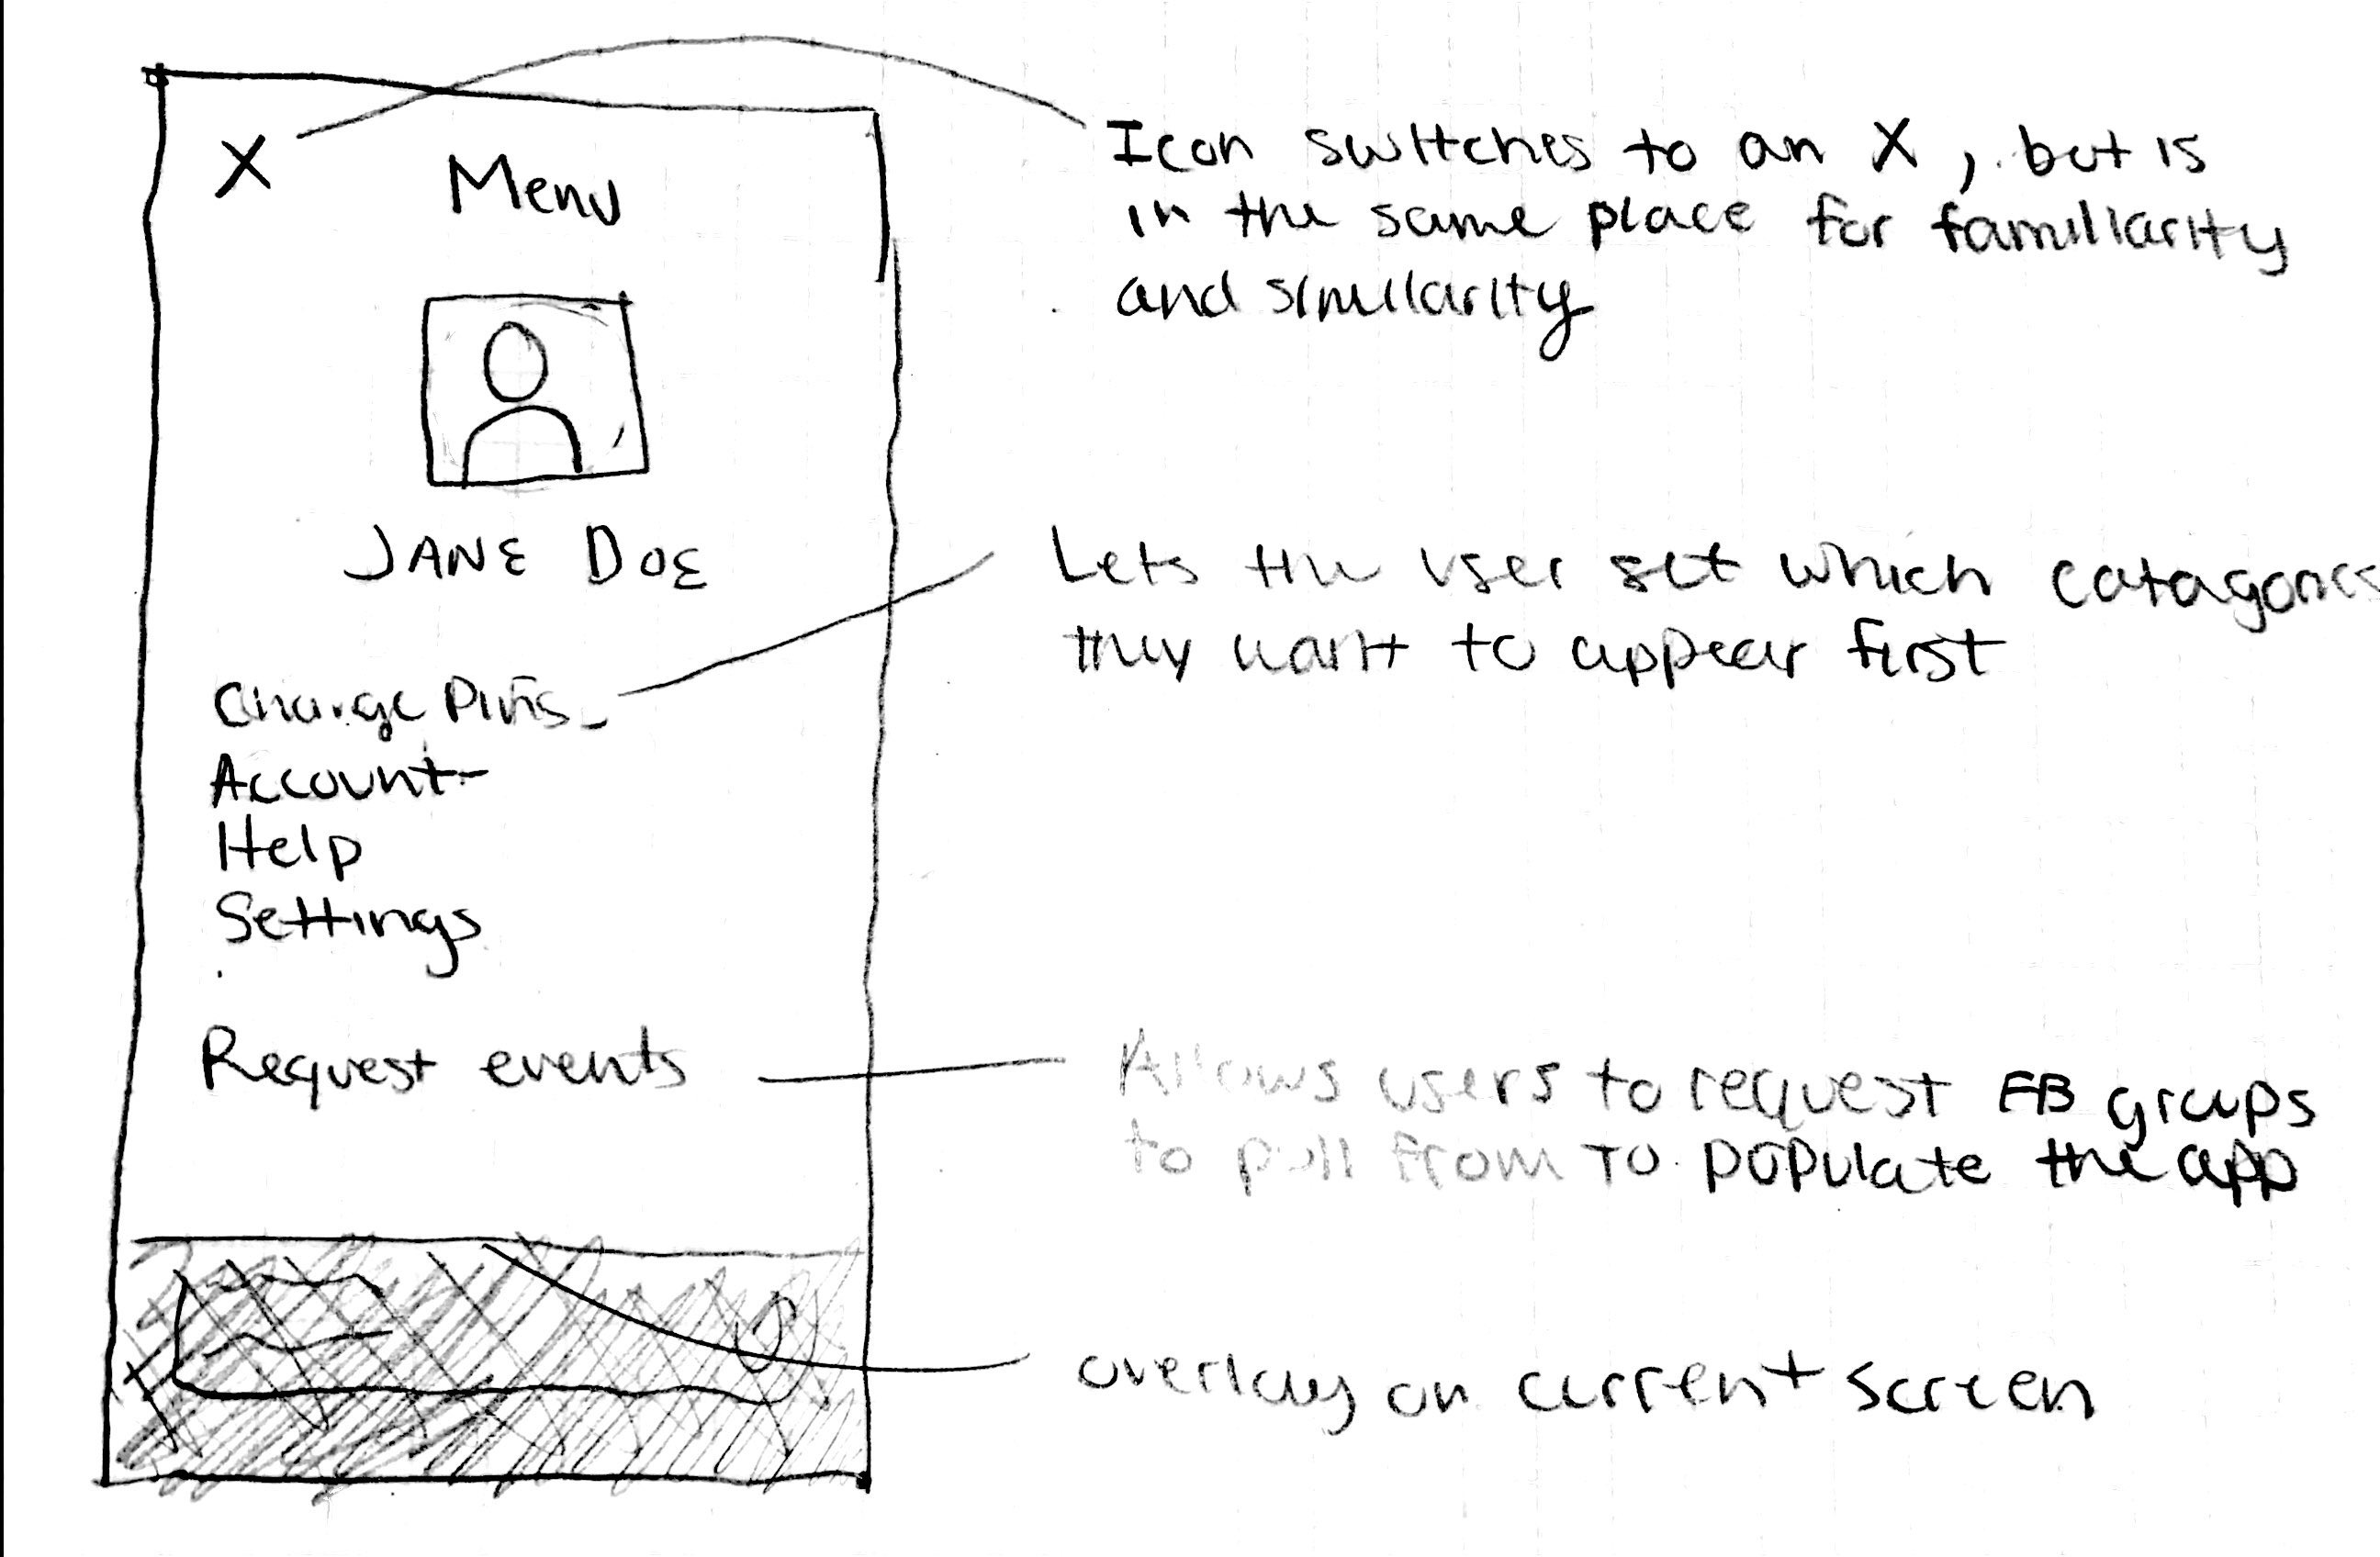 X
Menu
JANE DOE
Change Pins
Account
Help
Settings
Request events
Icon switches to an X, but is
in the same place for familiarity
and similarity
Lets the user set which catagories
they want to appear first
Allows users to request FB groups
to pull from to populate the app
overlay on current screen